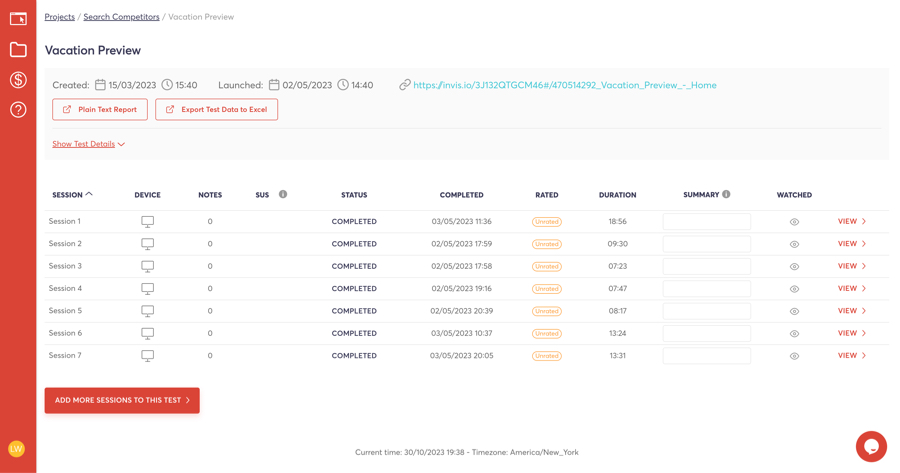 Projects / Search Competitors / Vacation Preview
Vacation Preview
Created: 15/03/2023 15:40 Launched: 02/05/2023 14:40 https://invis.io/3J132QTGCM46#/470514292_Vacation_Preview_-_Home
Plain Text Report Export Test Data to Excel
Show Test Details
SESSION DEVICE NOTES SUS i STATUS COMPLETED RATED DURATION SUMMARY i WATCHED
Session 1 0 COMPLETED 03/05/2023 11:36 Unrated 18:56 VIEW
Session 2 0 COMPLETED 02/05/2023 17:59 Unrated 09:30 VIEW
Session 3 0 COMPLETED 02/05/2023 17:58 Unrated 07:23 VIEW
Session 4 0 COMPLETED 02/05/2023 19:16 Unrated 07:47 VIEW
Session 5 0 COMPLETED 02/05/2023 20:39 Unrated 08:17 VIEW
Session 6 0 COMPLETED 03/05/2023 10:37 Unrated 13:24 VIEW
Session 7 0 COMPLETED 03/05/2023 20:05 Unrated 13:31 VIEW
ADD MORE SESSIONS TO THIS TEST
LW
Current time: 30/10/2023 19:38 - Timezone: America/New_York